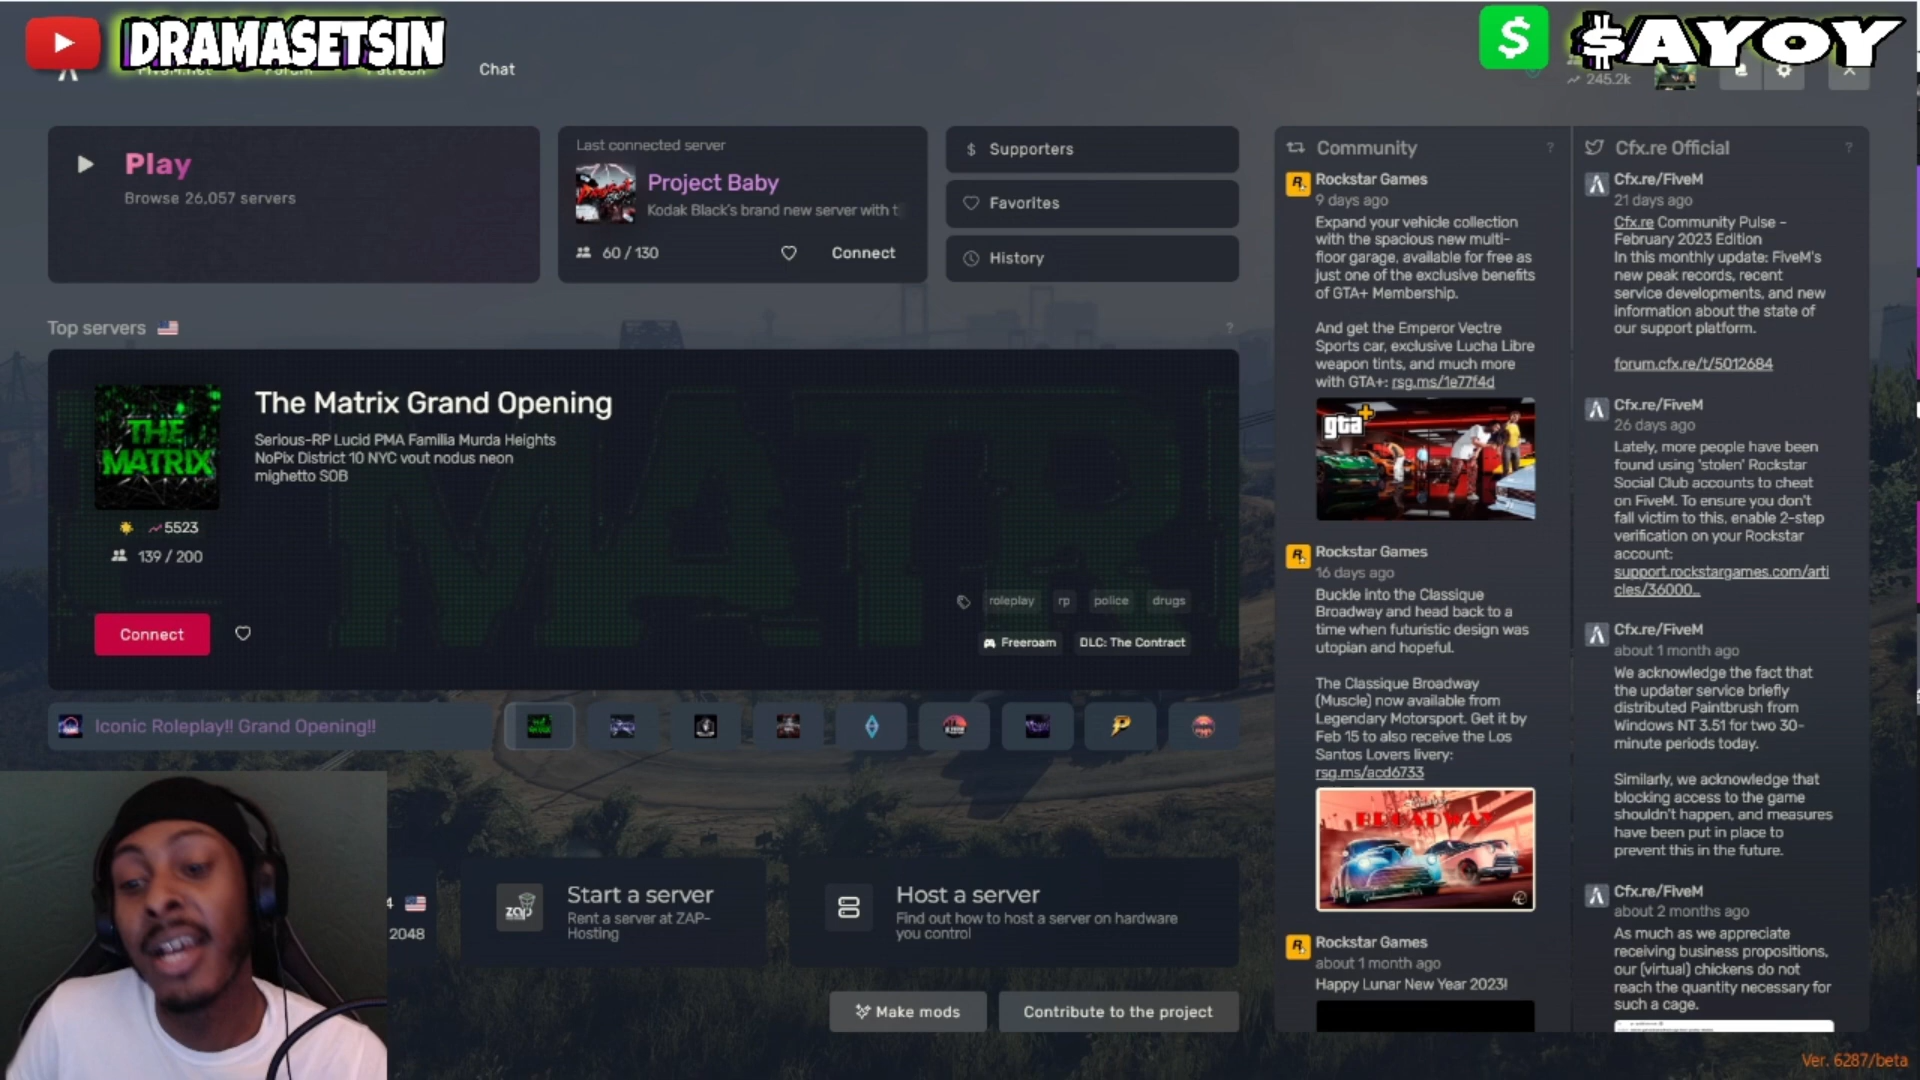 DRAMASETSIN
$AYOY
Chat
245.2k
Play
Browse 26,057 servers
Last connected server
Project Baby
Kodak Black's brand new server with t
60 / 130
Connect
$ Supporters
Favorites
History
Top servers
?
THE
MATRIX
The Matrix Grand Opening
Serious-RP Lucid PMA Familia Murda Heights
NoPix District 10 NYC vout nodus neon
mighetto SOB
5523
139 / 200
Connect
roleplay
rp
police
drugs
Freeroam
DLC: The Contract
Iconic Roleplay!! Grand Opening!!
4
2048
zap
Start a server
Rent a server at ZAP-
Hosting
Host a server
Find out how to host a server on hardware
you control
Make mods
Contribute to the project
Community
?
Rockstar Games
9 days ago
Expand your vehicle collection
with the spacious new multi-
floor garage, available for free as
just one of the exclusive benefits
of GTA+ Membership.
And get the Emperor Vectre
Sports car, exclusive Lucha Libre
weapon tints, and much more
with GTA+: rsg.ms/1e77f4d
gta+
Rockstar Games
16 days ago
Buckle into the Classique
Broadway and head back to a
time when futuristic design was
utopian and hopeful.
The Classique Broadway
(Muscle) now available from
Legendary Motorsport. Get it by
Feb 15 to also receive the Los
Santos Lovers livery:
rsg.ms/acd6733
BROADWAY
Rockstar Games
about 1 month ago
Happy Lunar New Year 2023!
Cfx.re Official
?
Cfx.re/FiveM
21 days ago
Cfx.re Community Pulse -
February 2023 Edition
In this monthly update: FiveM's
new peak records, recent
service developments, and new
information about the state of
our support platform.
forum.cfx.re/t/5012684
Cfx.re/FiveM
26 days ago
Lately, more people have been
found using 'stolen' Rockstar
Social Club accounts to cheat
on FiveM. To ensure you don't
fall victim to this, enable 2-step
verification on your Rockstar
account:
support.rockstargames.com/arti
cles/36000…
Cfx.re/FiveM
about 1 month ago
We acknowledge the fact that
the updater service briefly
distributed Paintbrush from
Windows NT 3.51 for two 30-
minute periods today.
Similarly, we acknowledge that
blocking access to the game
shouldn't happen, and measures
have been put in place to
prevent this in the future.
Cfx.re/FiveM
about 2 months ago
As much as we appreciate
receiving business propositions,
our (virtual) chickens do not
reach the quantity necessary for
such a cage.
Ver. 6287/beta